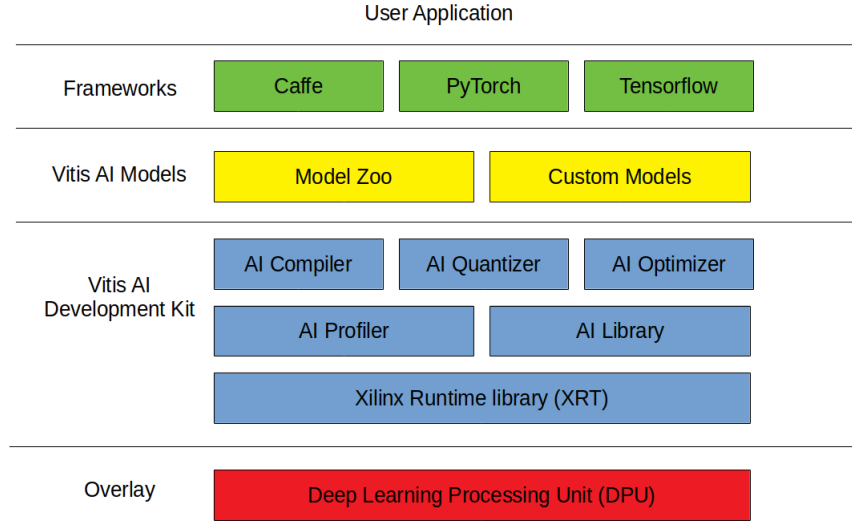 User Application
Frameworks
Caffe
PyTorch
Tensorflow
Vitis AI Models
Model Zoo
Custom Models
Vitis AI
Development Kit
AI Compiler
AI Quantizer
AI Optimizer
AI Profiler
AI Library
Xilinx Runtime library (XRT)
Overlay
Deep Learning Processing Unit (DPU)